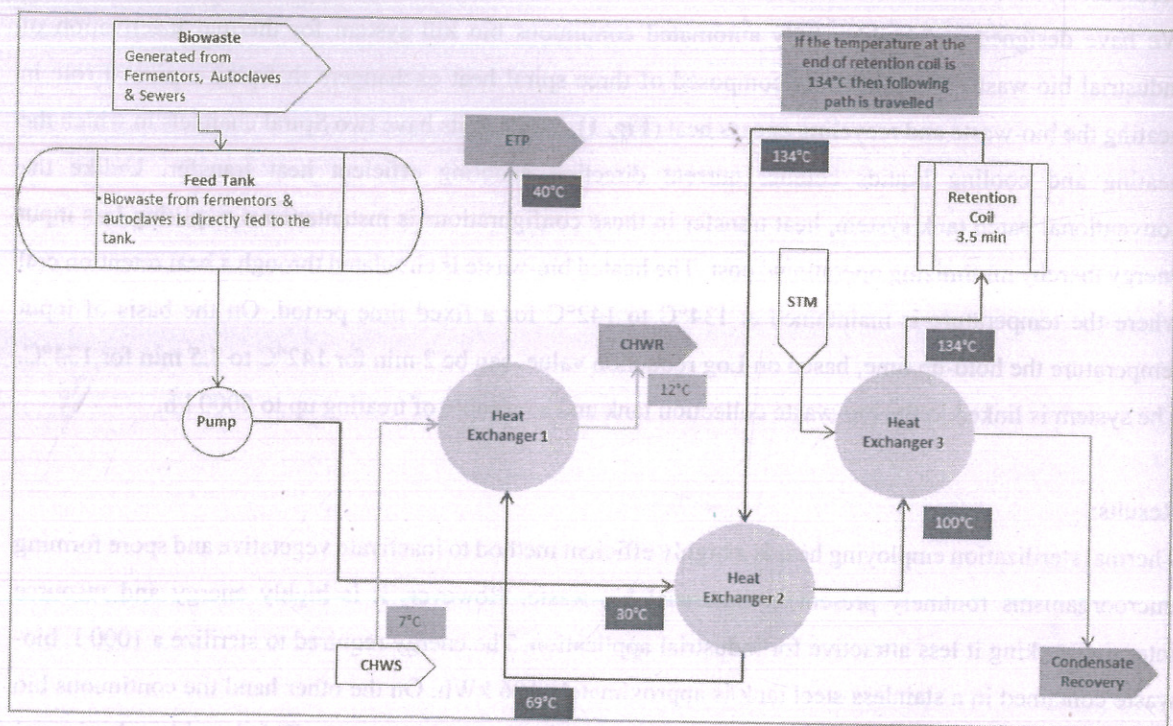 Biowaste
Generated from
Fermentors, Autoclaves
& Sewers
If the temperature at the
end of retention coil is
134°C then following
path is travelled
ETP
134°C
40°C
Feed Tank
•Biowaste from fermentors &
autoclaves is directly feed in the
tank.
Retention
Coil
3.5 min
STM
CHWR
134°C
12°C
Pump
Heat
Exchanger 1
Heat
Exchanger 3
100°C
Heat
Exchanger 2
30°C
7°C
CHWS
69°C
Condensate
Recovery